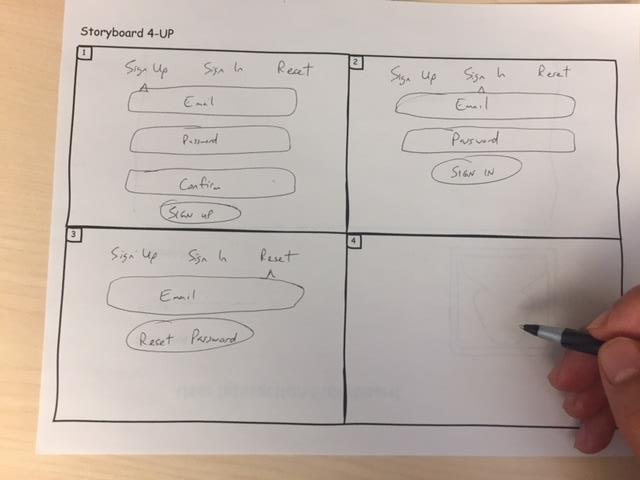 Storyboard 4-UP
1
Sign Up Sign In Reset
Email
Password
Confirm
SIGN UP
2
Sign Up Sign In Reset
Email
Password
SIGN IN
3
Sign Up Sign In Reset
Email
Reset Password
4